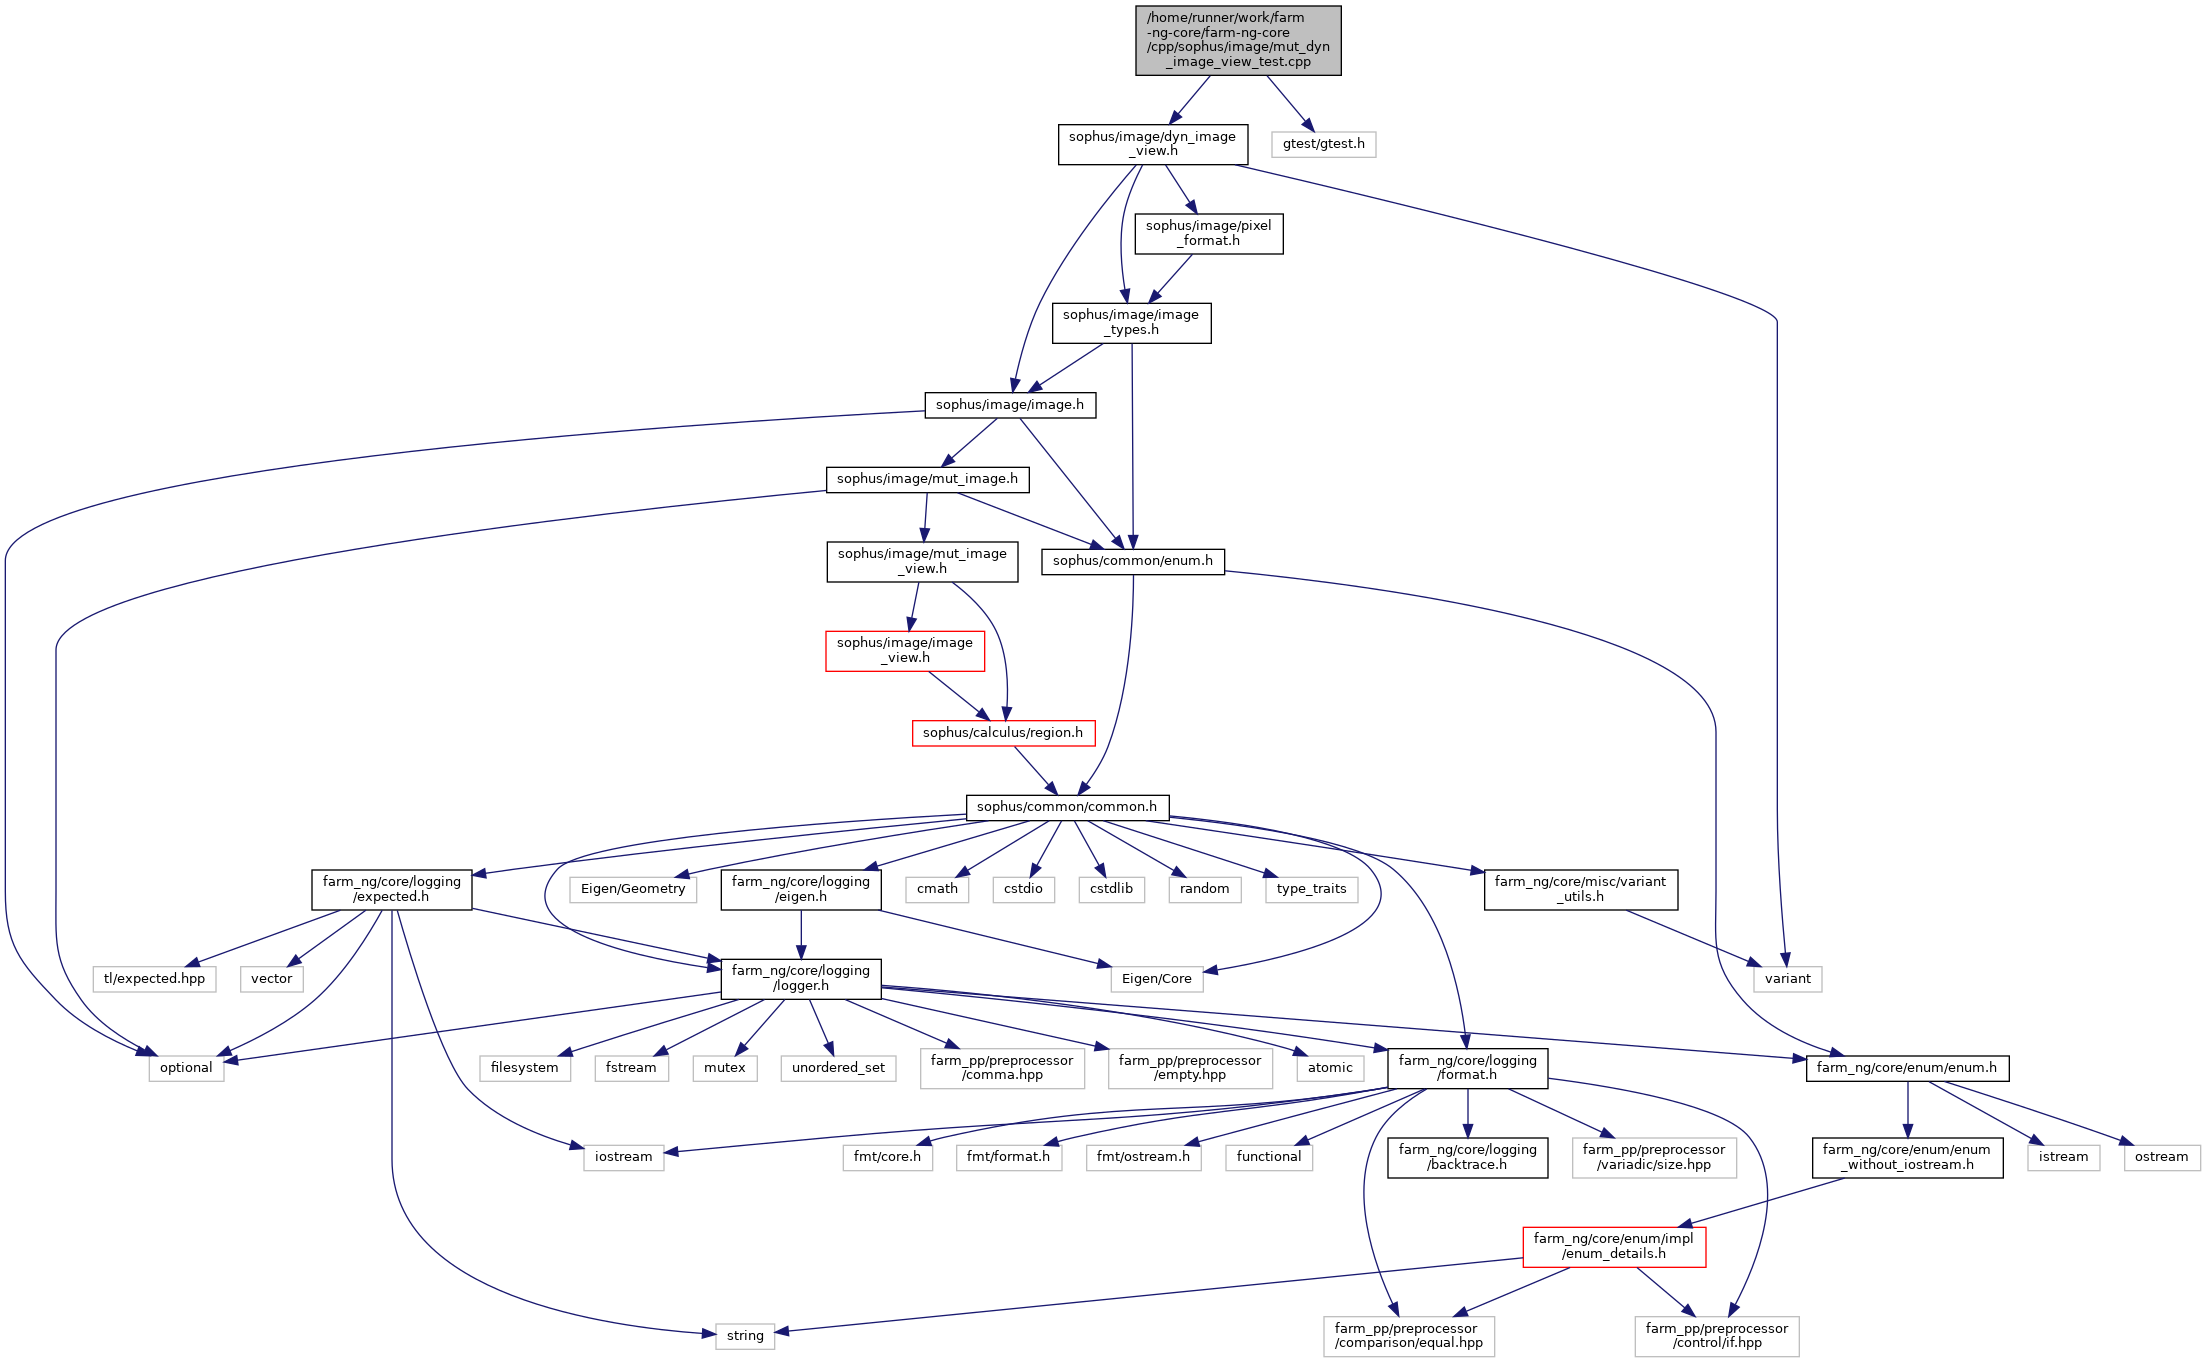 /home/runner/work/farm
-ng-core/farm-ng-core
/cpp/sophus/image/mut_dyn
_image_view_test.cpp
sophus/image/dyn_image
_view.h
gtest/gtest.h
sophus/image/pixel
_format.h
sophus/image/image
_types.h
sophus/image/image.h
sophus/image/mut_image.h
sophus/image/mut_image
_view.h
sophus/common/enum.h
sophus/image/image
_view.h
sophus/calculus/region.h
sophus/common/common.h
farm_ng/core/logging
/expected.h
Eigen/Geometry
farm_ng/core/logging
/eigen.h
cmath
cstdio
cstdlib
random
type_traits
farm_ng/core/misc/variant
_utils.h
tl/expected.hpp
vector
farm_ng/core/logging
/logger.h
Eigen/Core
variant
optional
filesystem
fstream
mutex
unordered_set
farm_pp/preprocessor
/comma.hpp
farm_pp/preprocessor
/empty.hpp
atomic
farm_ng/core/logging
/format.h
farm_ng/core/enum/enum.h
iostream
fmt/core.h
fmt/format.h
fmt/ostream.h
functional
farm_ng/core/logging
/backtrace.h
farm_pp/preprocessor
/variadic/size.hpp
farm_ng/core/enum/enum
_without_iostream.h
istream
ostream
farm_ng/core/enum/impl
/enum_details.h
string
farm_pp/preprocessor
/comparison/equal.hpp
farm_pp/preprocessor
/control/if.hpp